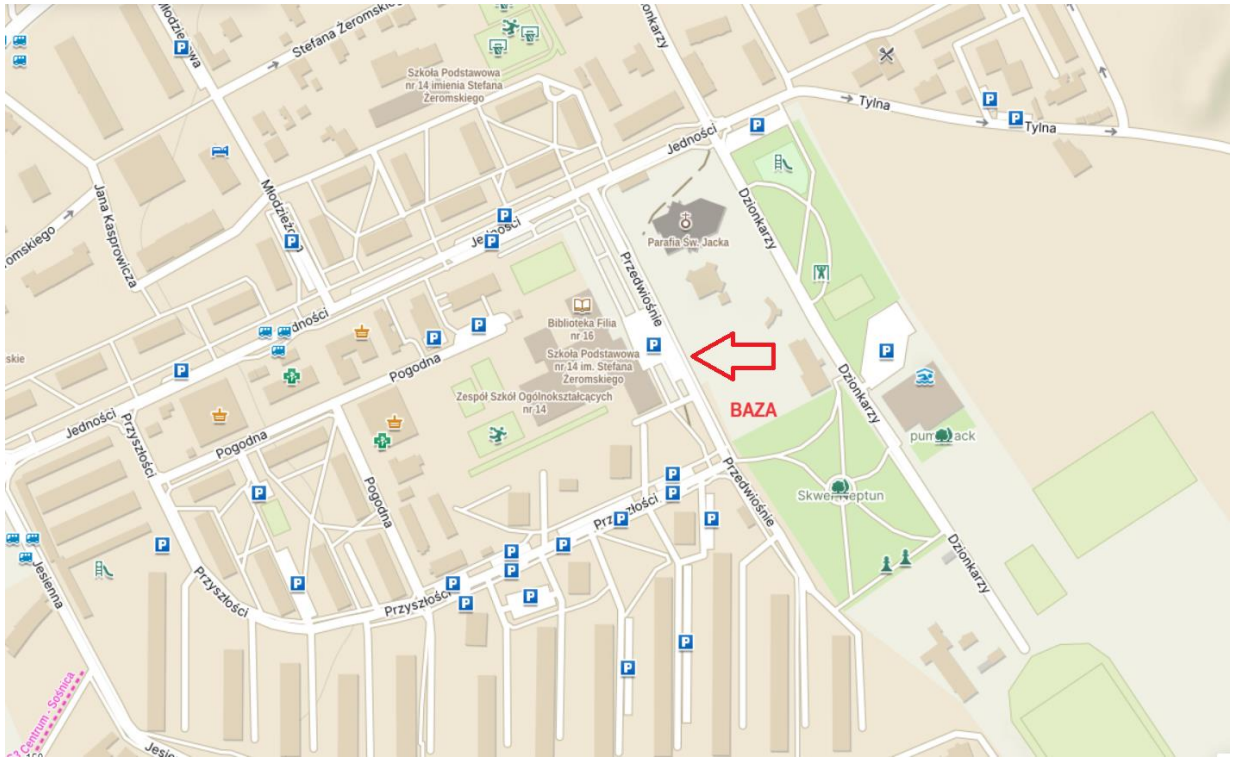 Młodzieżowa
Stefana Żeromskiego
Dzionkarzy
Szkoła Podstawowa
nr 14 imienia Stefana
Żeromskiego
Tylna
Tylna
Jedności
Jana Kasprowicza
Młodzieżowa
Dzionkarzy
Parafia Św. Jacka
Jedności
Przedwiośnie
Biblioteka Filia
nr 16
Szkoła Podstawowa
nr 14 im. Stefana
Żeromskiego
Pogodna
Zespół Szkół Ogólnokształcących
nr 14
BAZA
Dzionkarzy
Jedności
Przyszłości
Pogodna
Pogodna
Przedwiośnie
Skwer Neptun
Przyszłości
Dzionkarzy
Jesienna
Przyszłości
Przyszłości
Centrum - Sośnica